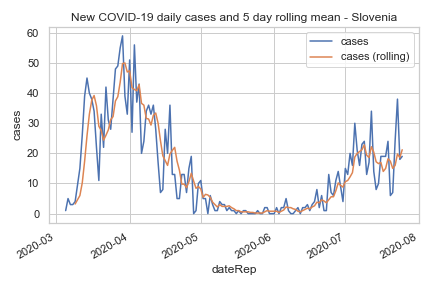 New COVID-19 daily cases and 5 day rolling mean - Slovenia
cases
cases (rolling)
60
50
40
30
20
10
0
cases
2020-03
2020-04
2020-05
2020-06
2020-07
2020-08
dateRep